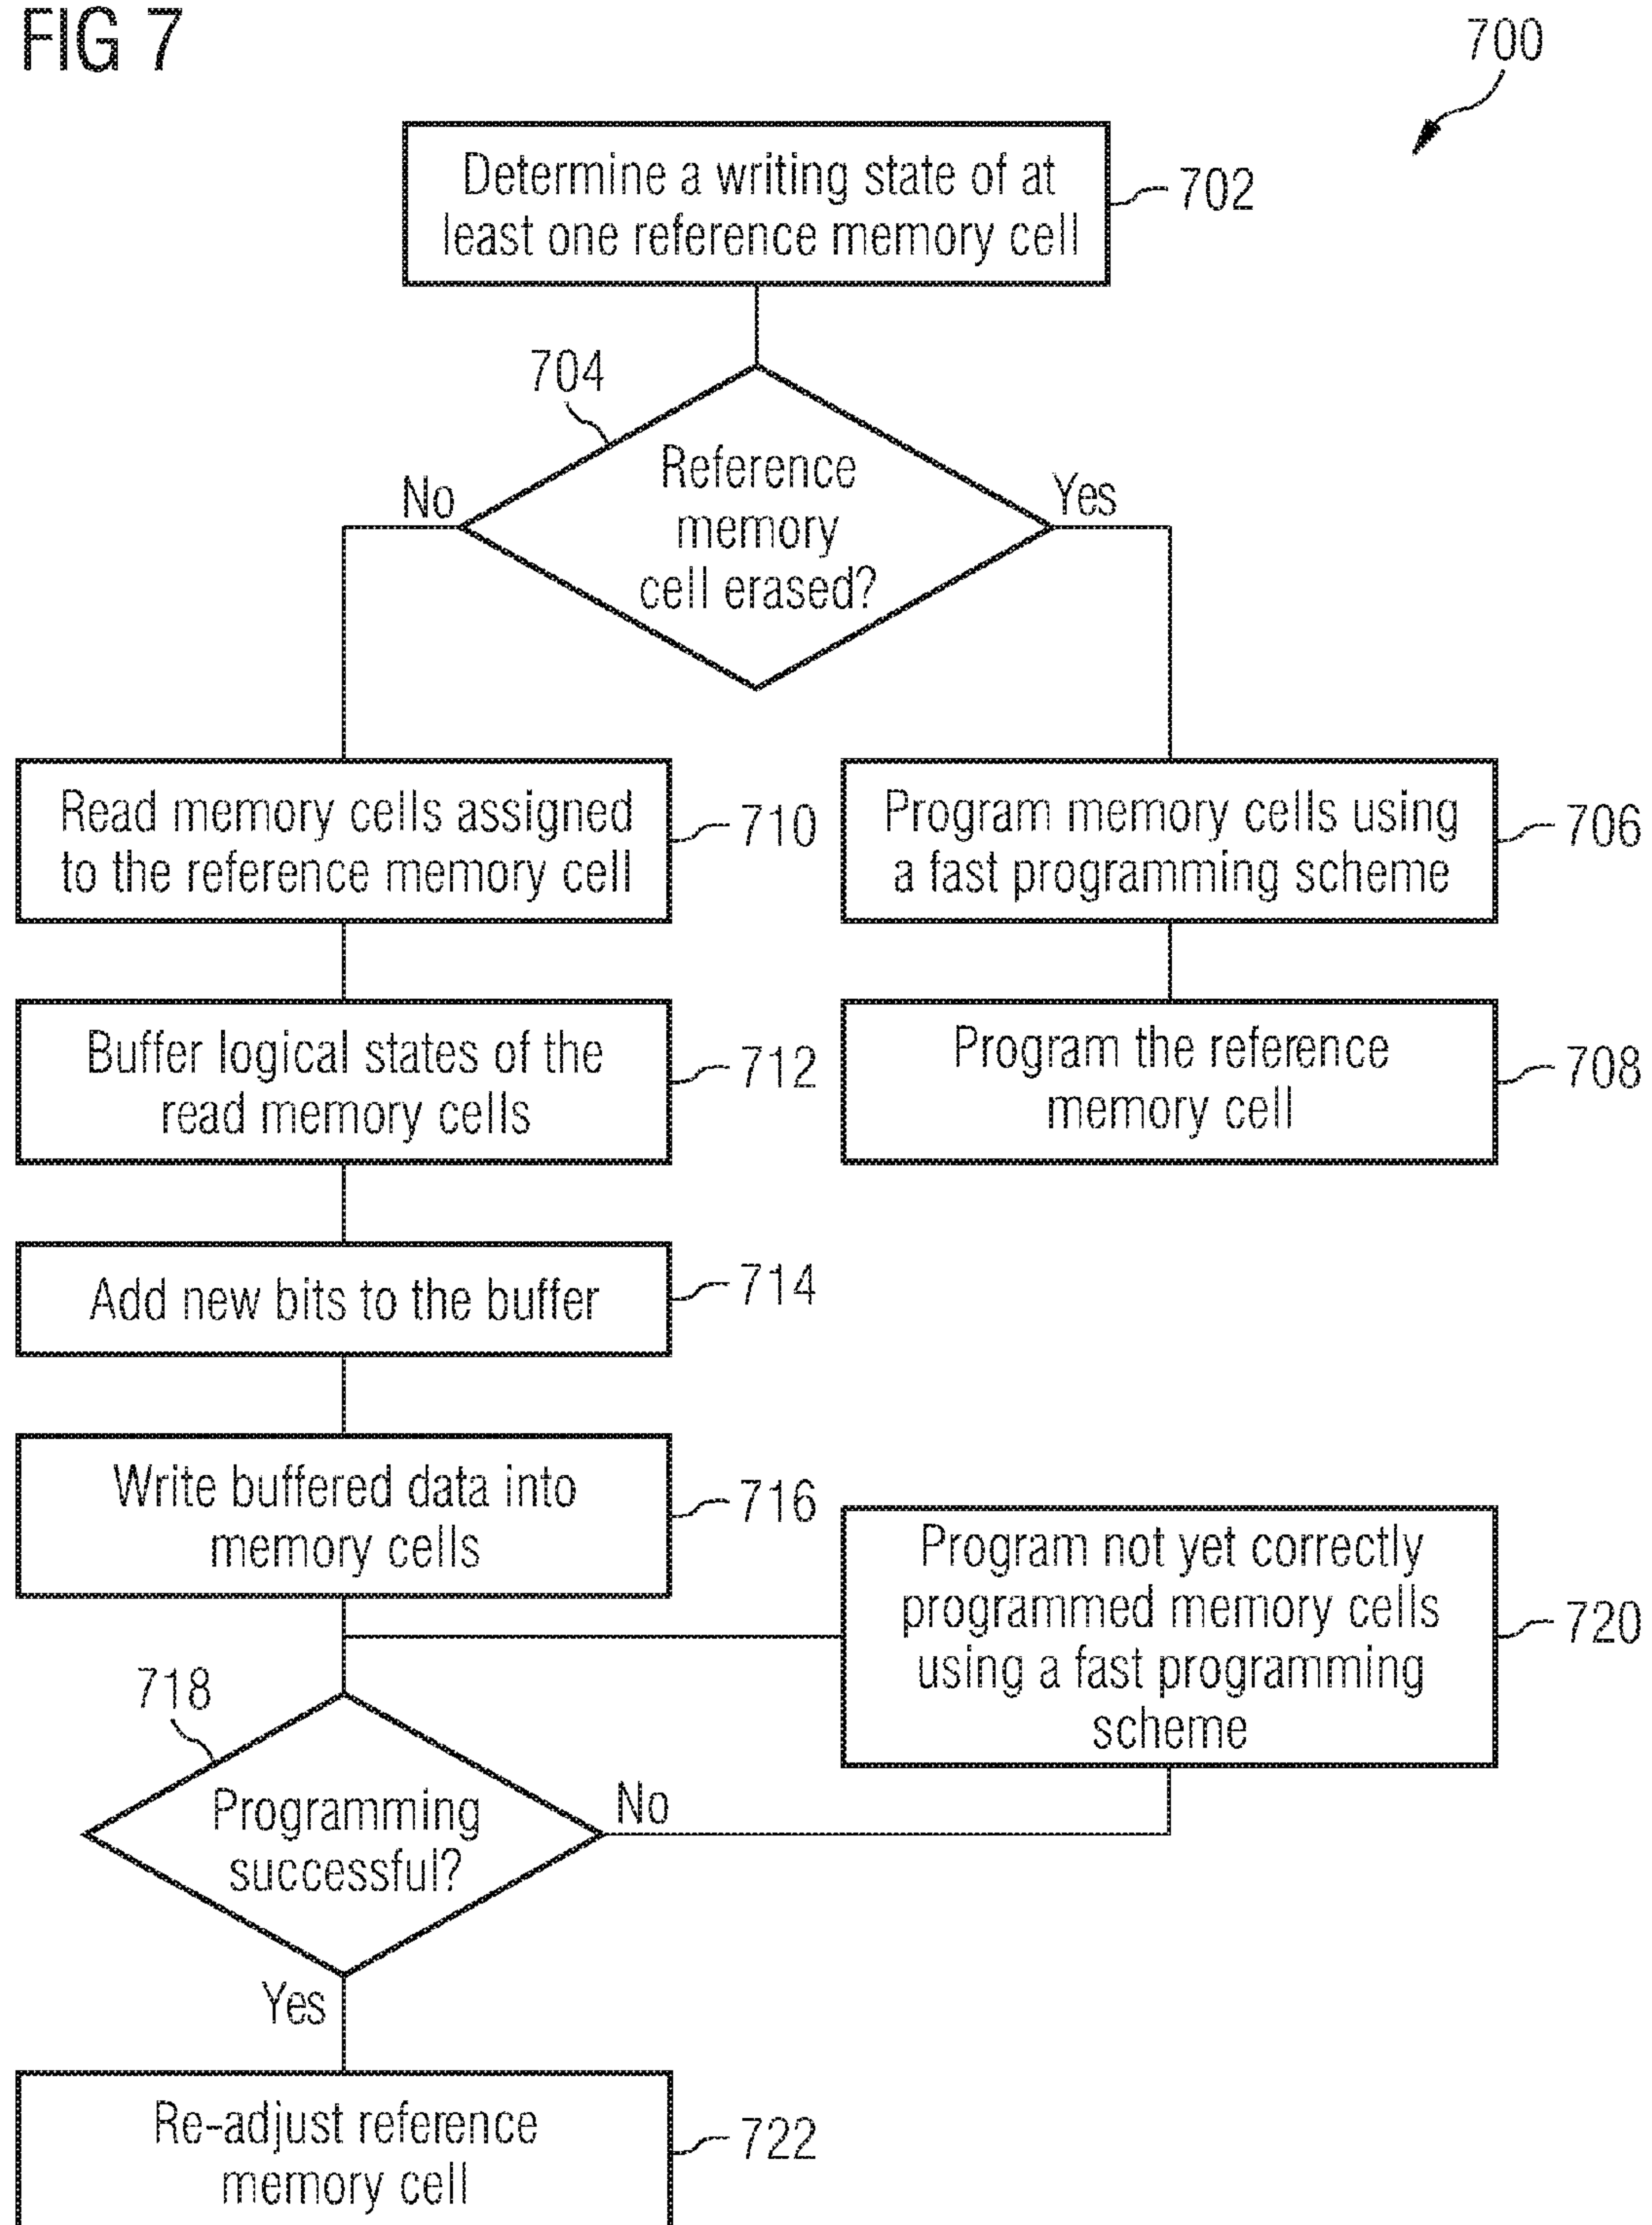 FIG 7
700
Determine a writing state of at
least one reference memory cell
702
704
Reference
memory
cell erased?
No
Yes
Read memory cells assigned
to the reference memory cell
710
Program memory cells using
a fast programming scheme
706
Buffer logical states of the
read memory cells
712
Program the reference
memory cell
708
Add new bits to the buffer
714
Write buffered data into
memory cells
716
Program not yet correctly
programmed memory cells
using a fast programming
scheme
720
718
Programming
successful?
No
Yes
Re-adjust reference
memory cell
722